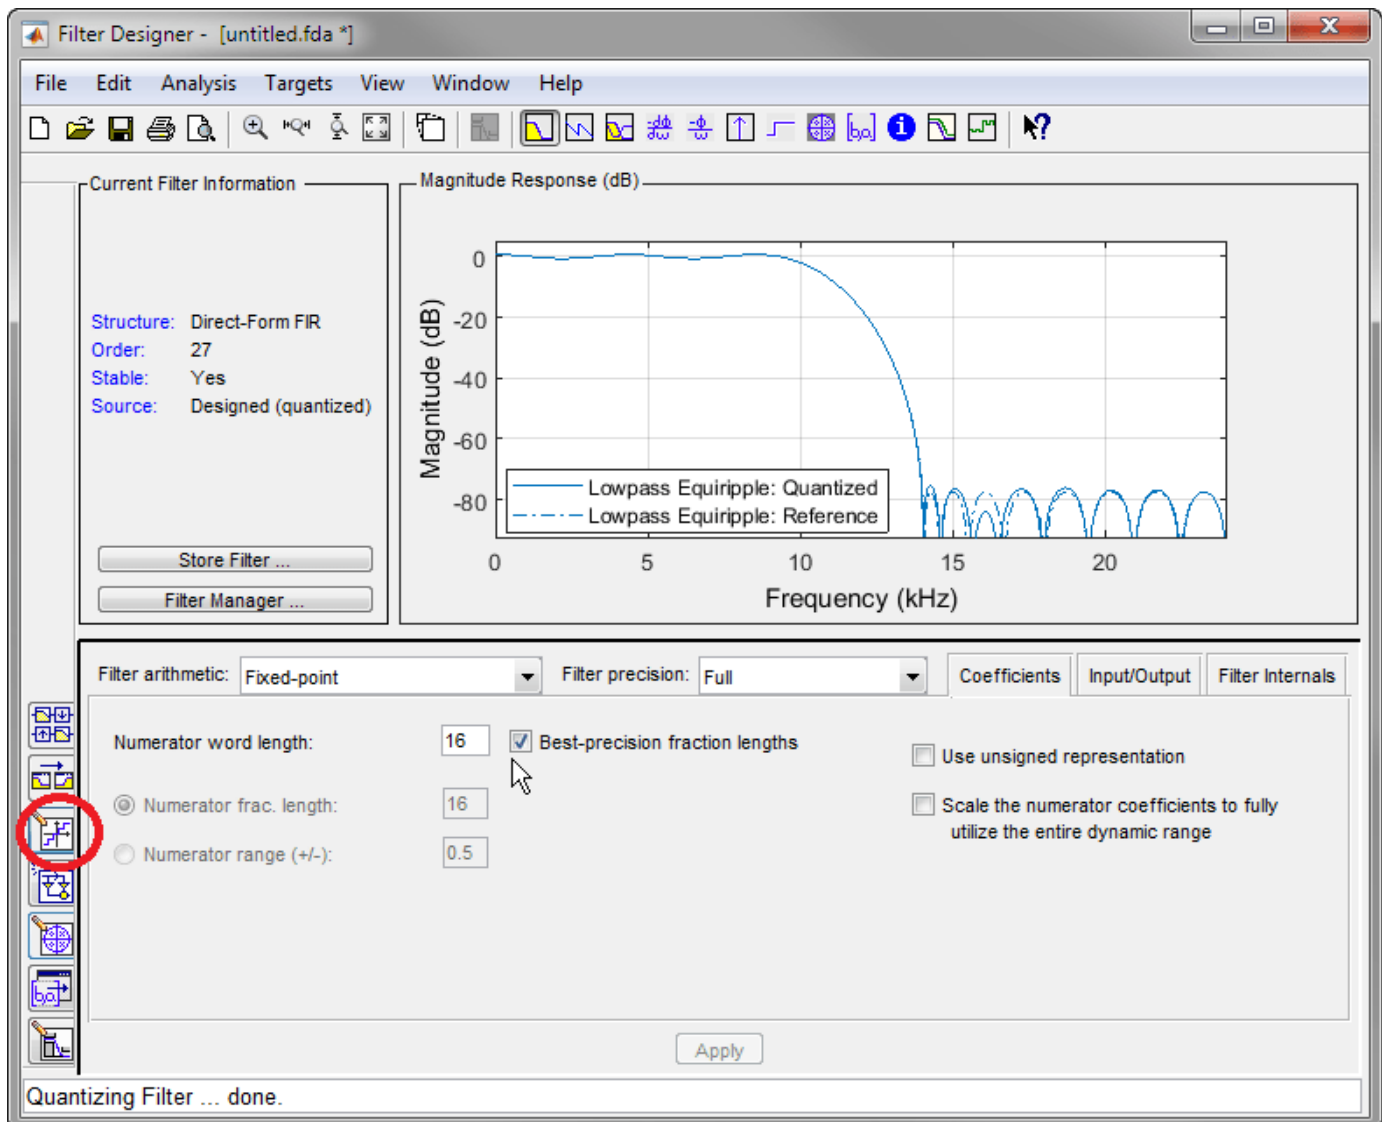 Filter Designer - [untitled.fda *]
File Edit Analysis Targets View Window Help
Current Filter Information
Structure: Direct-Form FIR
Order: 27
Stable: Yes
Source: Designed (quantized)
Store Filter ...
Filter Manager ...
Magnitude Response (dB)
Magnitude (dB)
0
-20
-40
-60
-80
Lowpass Equiripple: Quantized
Lowpass Equiripple: Reference
0 5 10 15 20
Frequency (kHz)
Filter arithmetic: Fixed-point Filter precision: Full Coefficients Input/Output Filter Internals
Numerator word length: 16 Best-precision fraction lengths
Use unsigned representation
Numerator frac. length: 16
Scale the numerator coefficients to fully
utilize the entire dynamic range
Numerator range (+/-): 0.5
Apply
Quantizing Filter ... done.